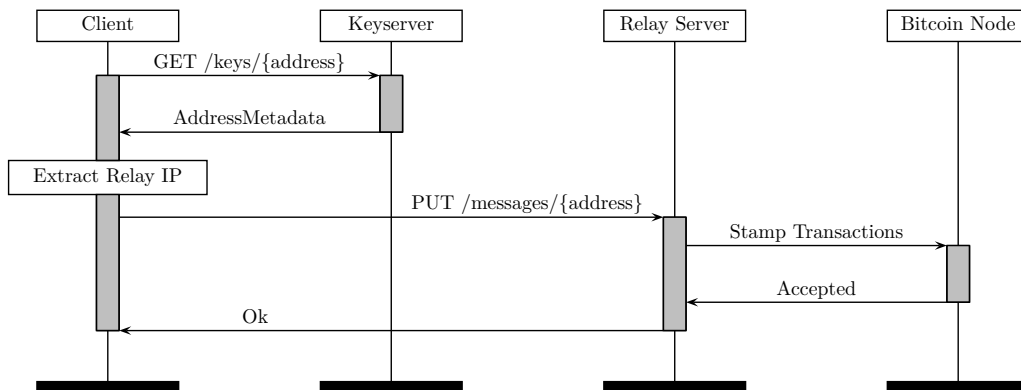 Client
Keyserver
Relay Server
Bitcoin Node
GET /keys/{address}
AddressMetadata
Extract Relay IP
PUT /messages/{address}
Stamp Transactions
Accepted
Ok